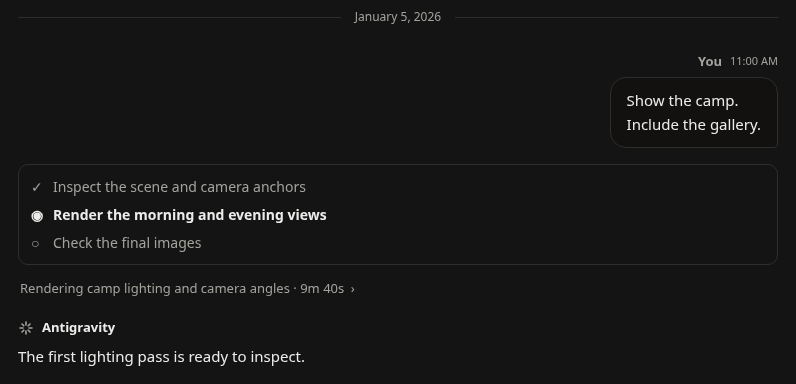 January 5, 2026
You 11:00 AM
Show the camp.
Include the gallery.
✓ Inspect the scene and camera anchors
◉ Render the morning and evening views
○ Check the final images
Rendering camp lighting and camera angles · 9m 40s ›
Antigravity
The first lighting pass is ready to inspect.